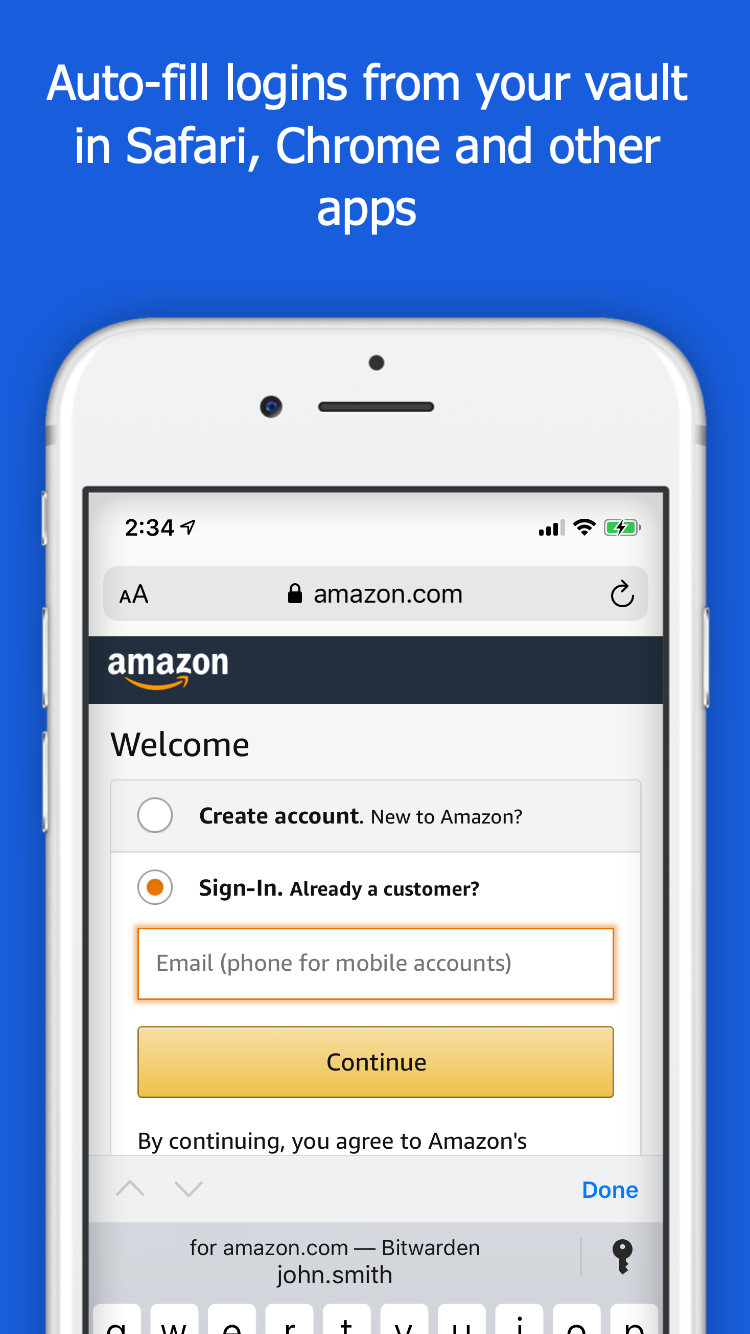 Auto-fill logins from your vault
in Safari, Chrome and other
apps
2:34
AA amazon.com
amazon
Welcome
Create account. New to Amazon?
Sign-In. Already a customer?
Email (phone for mobile accounts)
Continue
By continuing, you agree to Amazon's
Done
for amazon.com — Bitwarden
john.smith
q w e r t y u i o p